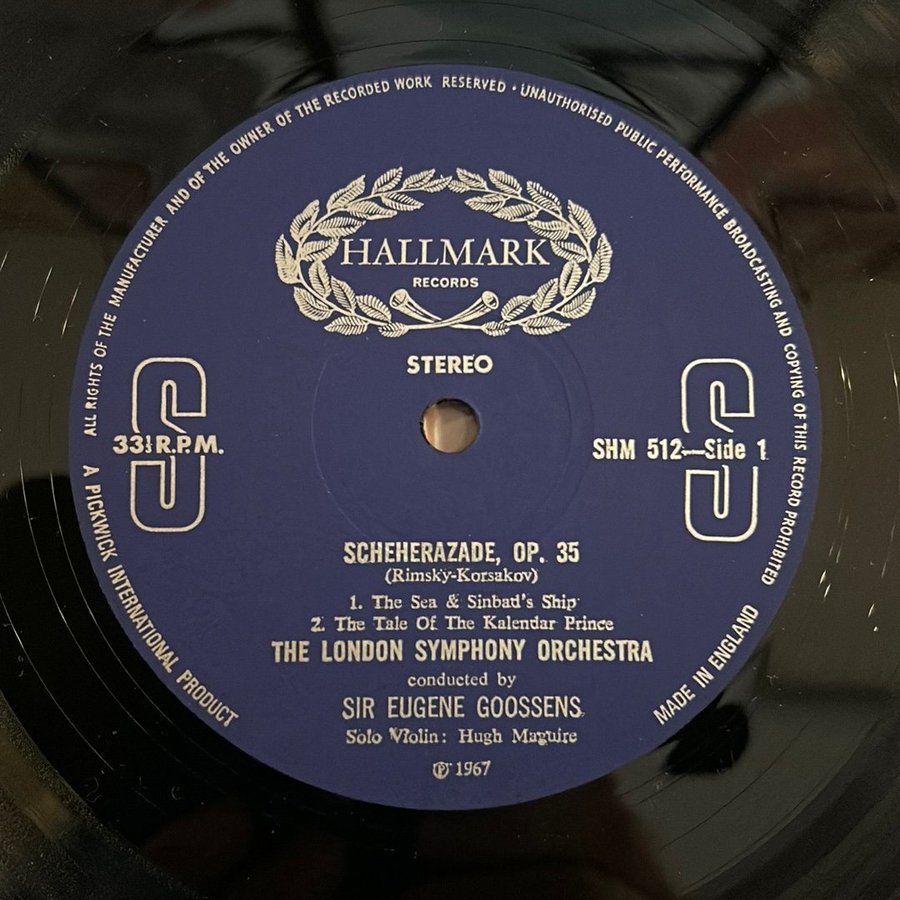 ALL RIGHTS OF THE MANUFACTURER AND OF THE OWNER OF THE RECORDED WORK RESERVED · UNAUTHORISED PUBLIC PERFORMANCE BROADCASTING AND COPYING OF THIS RECORD PROHIBITED
HALLMARK
RECORDS
STEREO
S
S
33⅓ R.P.M.
SHM 512—Side 1
SCHEHERAZADE, OP. 35
(Rimsky-Korsakov)
1. The Sea & Sinbad's Ship
2. The Tale Of The Kalendar Prince
THE LONDON SYMPHONY ORCHESTRA
conducted by
SIR EUGENE GOOSSENS
Solo Violin: Hugh Maguire
℗ 1967
A PICKWICK INTERNATIONAL PRODUCT
MADE IN ENGLAND